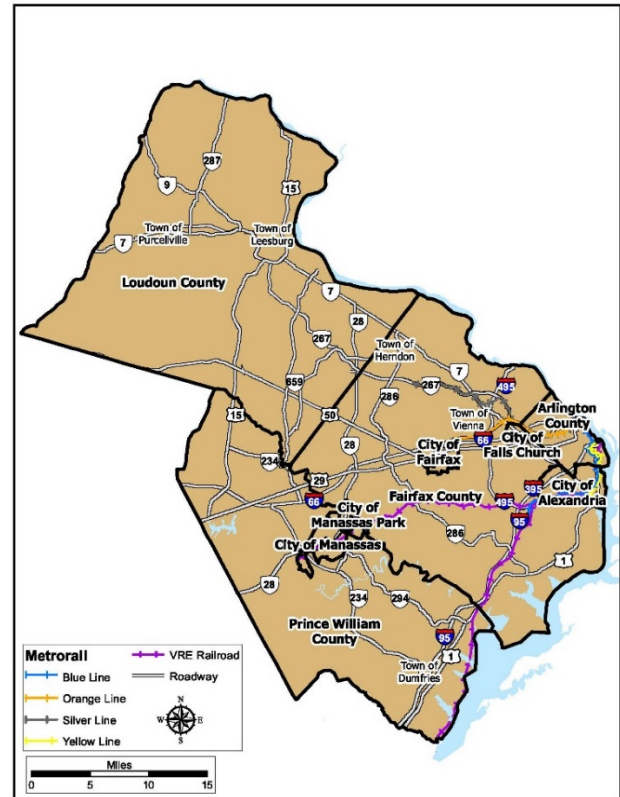 287
9
15
Town of
Purcellville
Town of
Leesburg
7
Loudoun County
7
28
267
Town of
Herndon
7
495
659
286
267
15
50
Town of
Vienna
Arlington
County
66
City of
Falls Church
City of
Fairfax
234
28
29
66
395
City of
Alexandria
Fairfax County
495
City of
Manassas Park
95
City of Manassas
286
1
28
234
294
Prince William
County
95
1
Town of
Dumfries
Metrorail
Blue Line
Orange Line
Silver Line
Yellow Line
VRE Railroad
Roadway
N
W
E
S
Miles
0
5
10
15